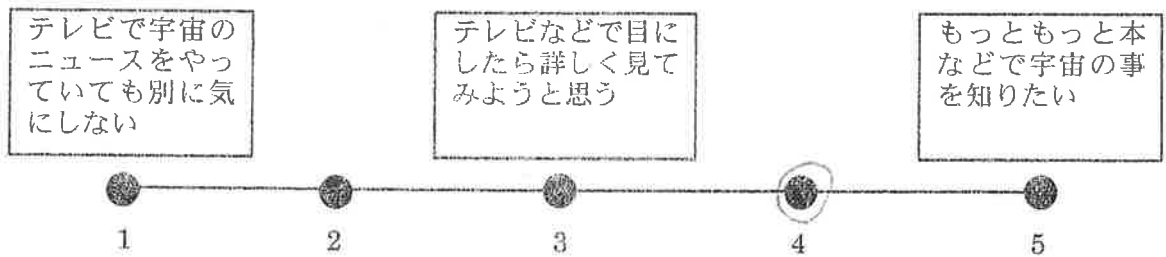 テレビで宇宙の
ニュースをやっ
ていても別に気
にしない
テレビなどで目に
したら詳しく見て
みようと思う
もっともっと本
などで宇宙の事
を知りたい
1
2
3
4
5